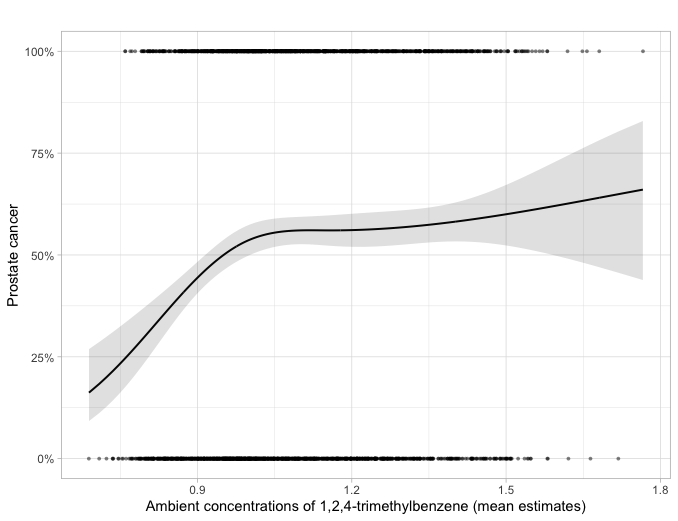 100%
75%
50%
25%
0%
Prostate cancer
0.9 1.2 1.5 1.8
Ambient concentrations of 1,2,4-trimethylbenzene (mean estimates)